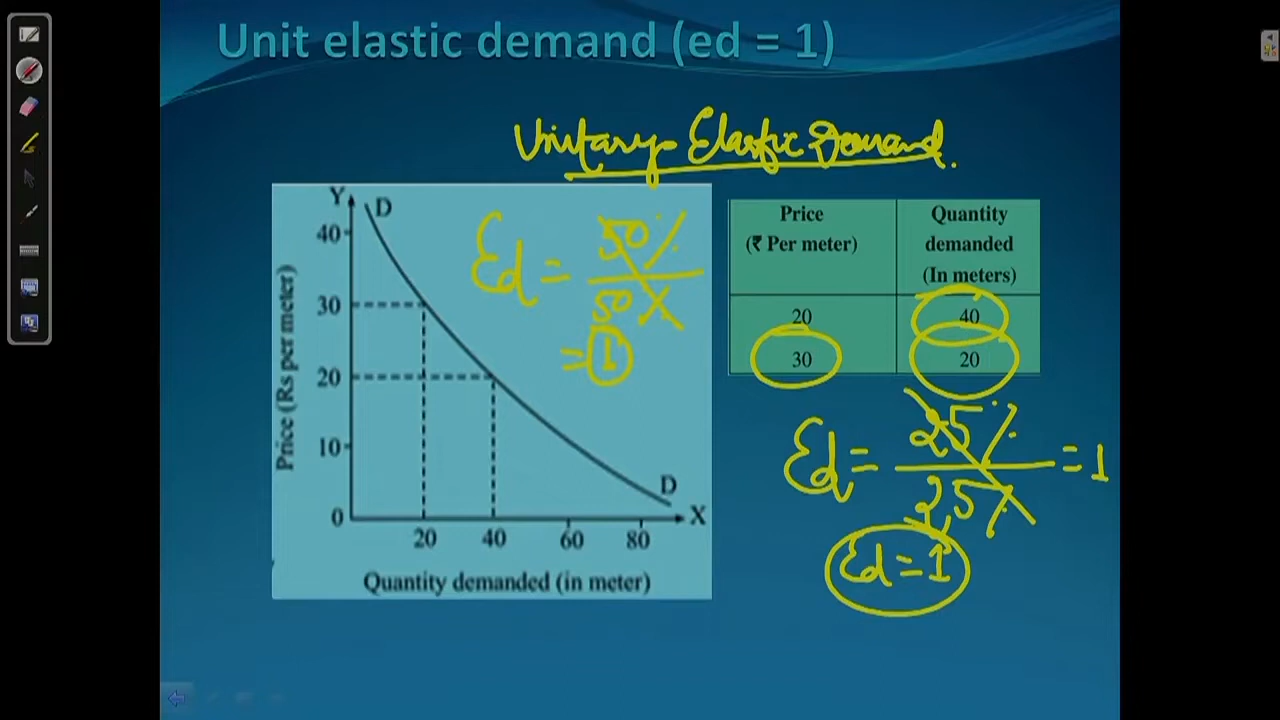 Unit elastic demand (ed = 1)
Unitary Elastic Demand.
Y
D
40
30
20
10
0
Price (Rs per meter)
D
X
20 40 60 80
Quantity demanded (in meter)
Ed = 50%
50%
= 1
Price
(₹ Per meter)
Quantity
demanded
(In meters)
20 40
30 20
Ed = 25% = 1
25%
Ed = 1